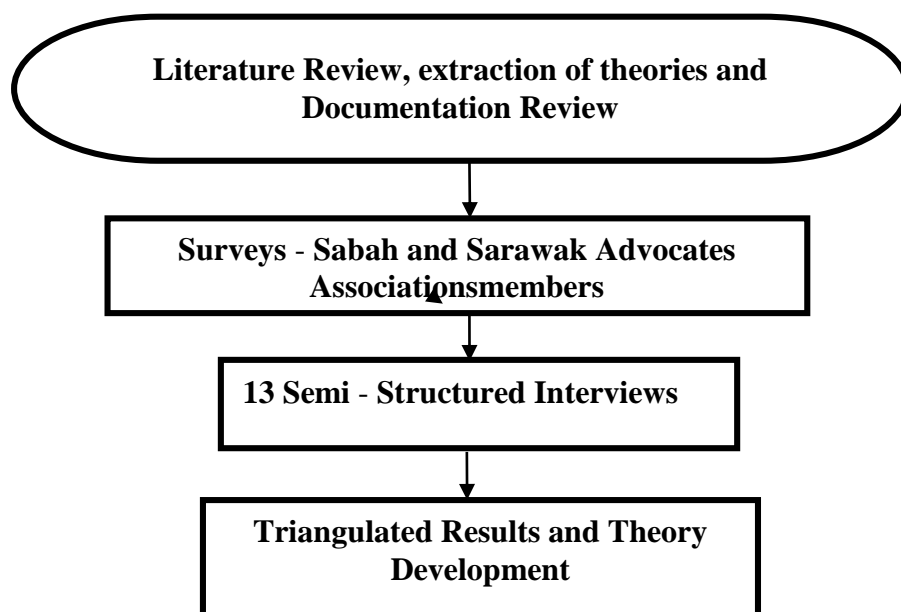 Literature Review, extraction of theories and
Documentation Review
Surveys - Sabah and Sarawak Advocates
Associationsmembers
13 Semi - Structured Interviews
Triangulated Results and Theory
Development